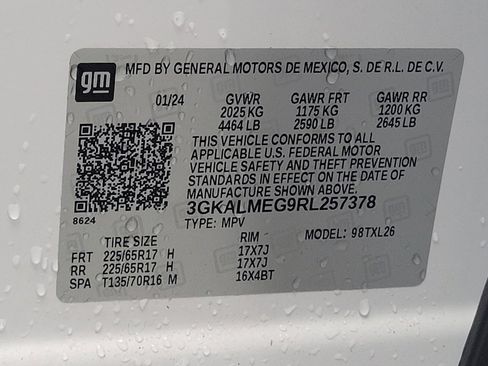 gm
MFD BY GENERAL MOTORS DE MEXICO, S. DE R.L. DE C.V.
01/24 GVWR GAWR FRT GAWR RR
2025 KG 1175 KG 1200 KG
4464 LB 2590 LB 2645 LB
THIS VEHICLE CONFORMS TO ALL
APPLICABLE U.S. FEDERAL MOTOR
VEHICLE SAFETY AND THEFT PREVENTION
STANDARDS IN EFFECT ON THE DATE OF
MANUFACTURE SHOWN ABOVE.
3GKALMEG9RL257378
8624 TYPE: MPV MODEL: 98TXL26
TIRE SIZE RIM
FRT 225/65R17 H 17X7J
RR 225/65R17 H 17X7J
SPA T135/70R16 M 16X4BT